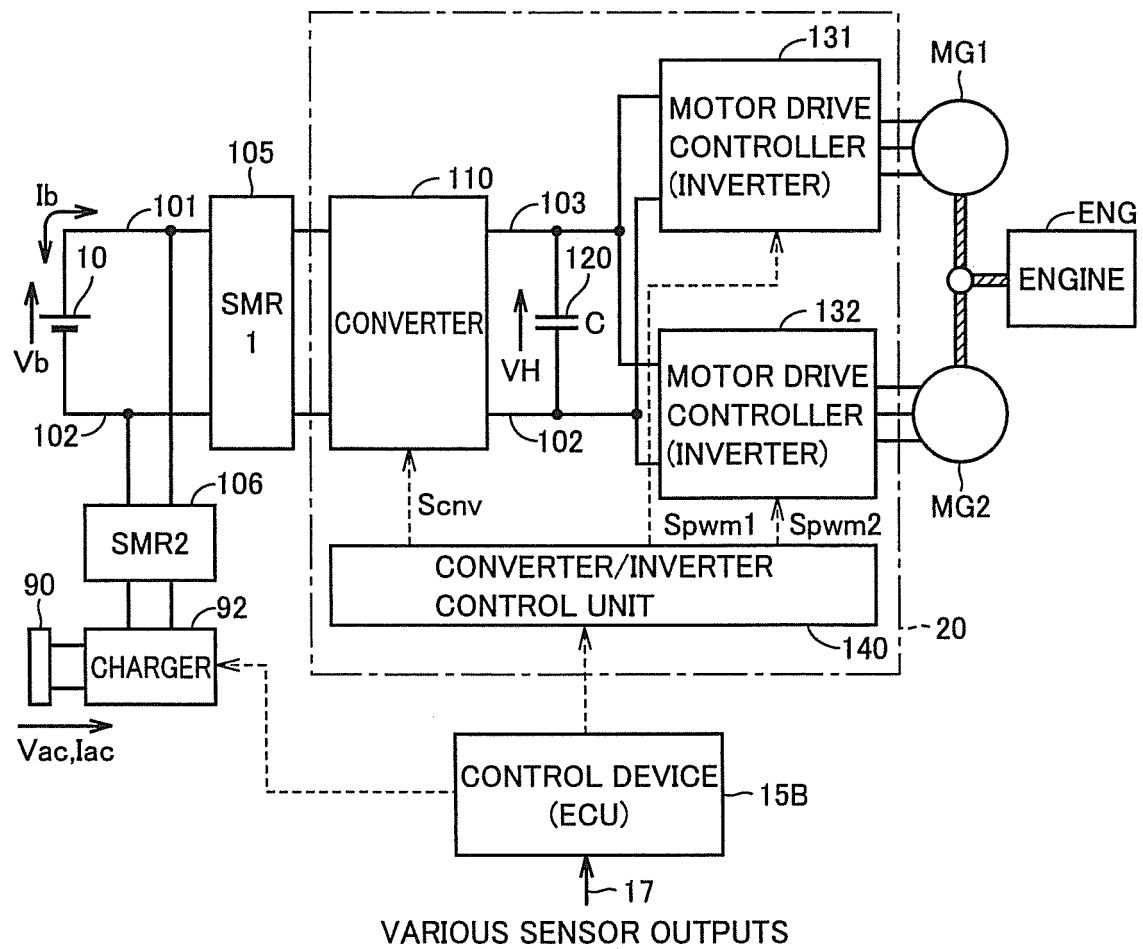 131
MG1
MOTOR DRIVE
CONTROLLER
(INVERTER)
105
110
Ib
101
103
ENG
10
120
ENGINE
SMR
1
CONVERTER
C
132
Vb
VH
MOTOR DRIVE
CONTROLLER
(INVERTER)
102
102
106
Scnv
MG2
Spwm1
Spwm2
SMR2
CONVERTER/INVERTER
CONTROL UNIT
90
92
20
140
CHARGER
Vac,Iac
CONTROL DEVICE
(ECU)
15B
17
VARIOUS SENSOR OUTPUTS